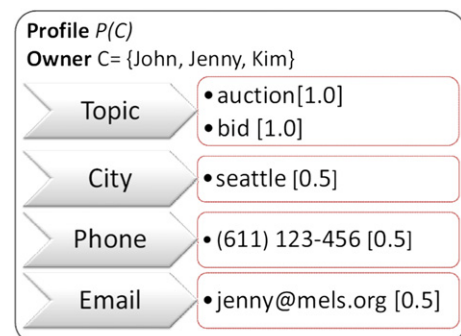 Profile P(C)
Owner C= {John, Jenny, Kim}
Topic
•auction[1.0]
•bid [1.0]
City
•seattle [0.5]
Phone
•(611) 123-456 [0.5]
Email
•jenny@mels.org [0.5]